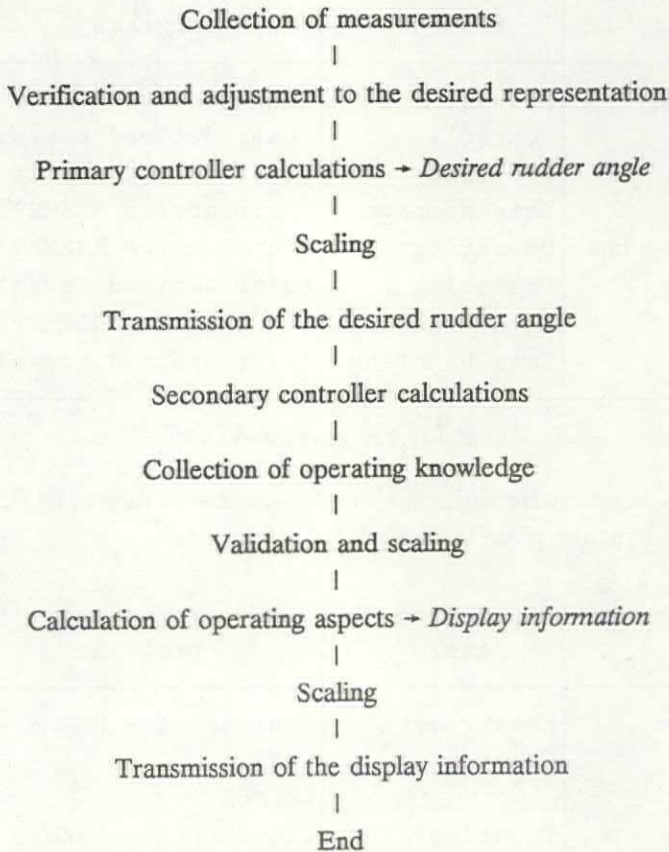 Collection of measurements
|
Verification and adjustment to the desired representation
|
Primary controller calculations → Desired rudder angle
|
Scaling
|
Transmission of the desired rudder angle
|
Secondary controller calculations
|
Collection of operating knowledge
|
Validation and scaling
|
Calculation of operating aspects → Display information
|
Scaling
|
Transmission of the display information
|
End